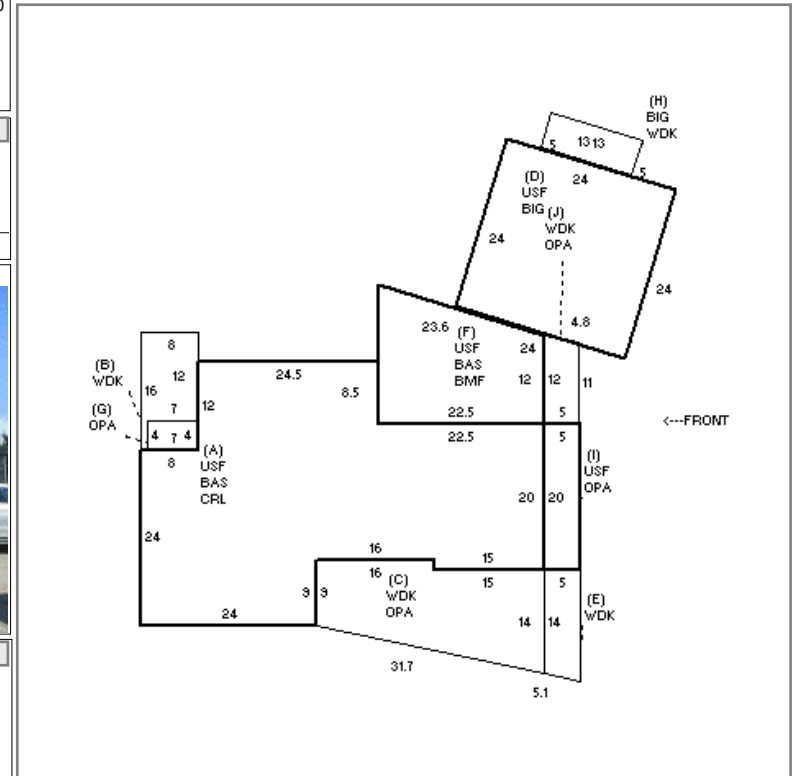 (H)
BIG
WDK
5
13 13
5
(D)
USF
BIG
24
(J)
WDK
OPA
24
24
4.8
23.6
(F)
USF
BAS
BMF
24
12
12
11
8
(B)
WDK
16
12
24.5
8.5
7
12
22.5
5
<---FRONT
(G)
OPA
4 7 4
22.5
5
8
(A)
USF
BAS
CRL
(I)
USF
OPA
20
20
24
16
15
16
15
5
(C)
WDK
OPA
9
9
(E)
WDK
24
14
14
31.7
5.1